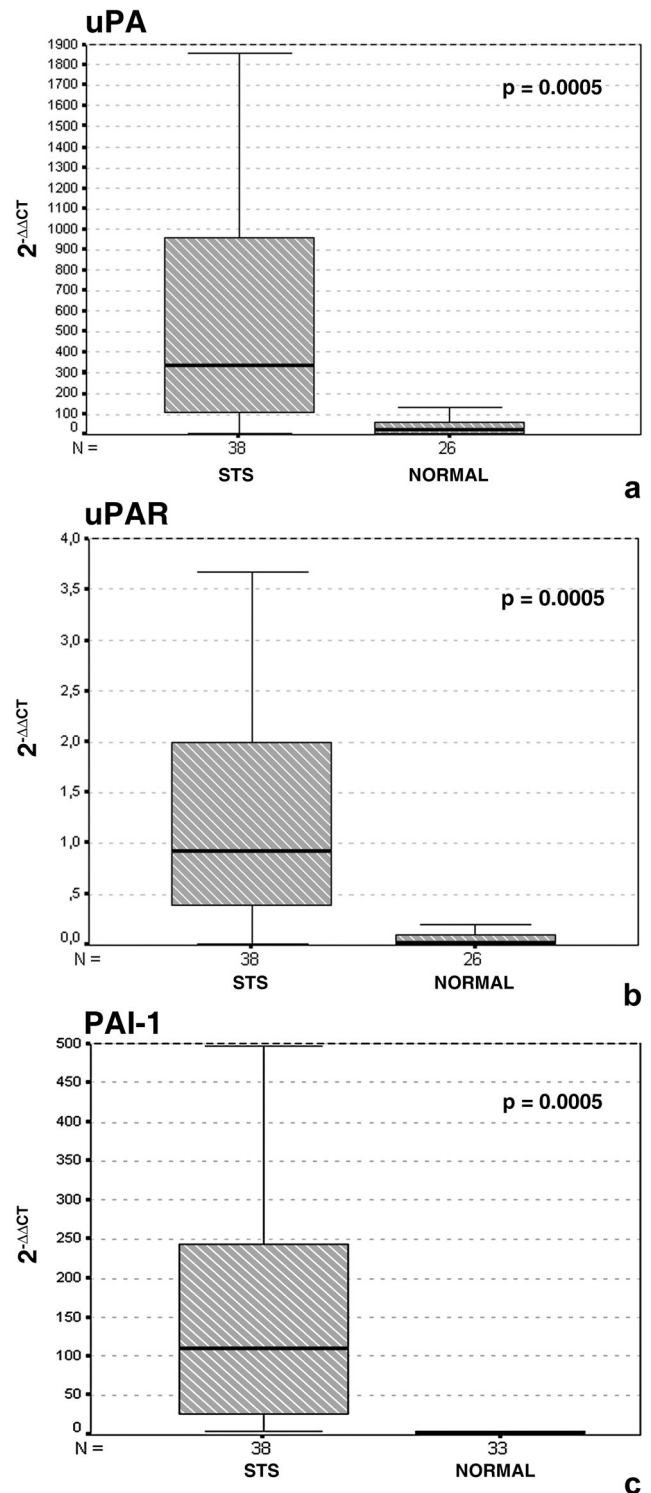 uPA
1900
1800
1700
1600
1500
1400
1300
1200
1100
1000
900
800
700
600
500
400
300
200
100
0
2-ΔΔCT
p = 0.0005
N = 38 26
STS NORMAL
a
uPAR
4,0
3,5
3,0
2,5
2,0
1,5
1,0
,5
0,0
2-ΔΔCT
p = 0.0005
N = 38 26
STS NORMAL
b
PAI-1
500
450
400
350
300
250
200
150
100
50
0
2-ΔΔCT
p = 0.0005
N = 38 33
STS NORMAL
c